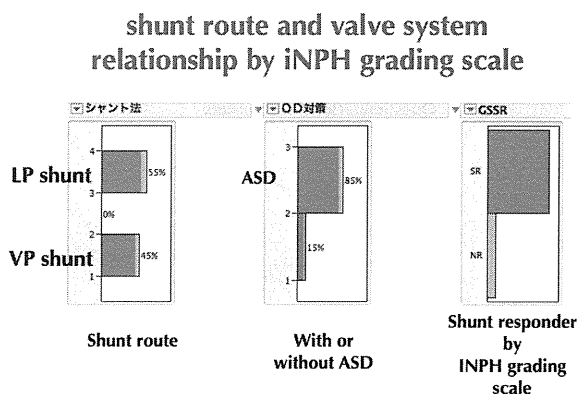 shunt route and valve system
relationship by iNPH grading scale
シャント法
OD対策
GSSR
4
LP shunt
55%
3
0%
2
VP shunt
45%
1
3
ASD
85%
2
15%
1
SR
NR
Shunt route
With or
without ASD
Shunt responder
by
INPH grading
scale